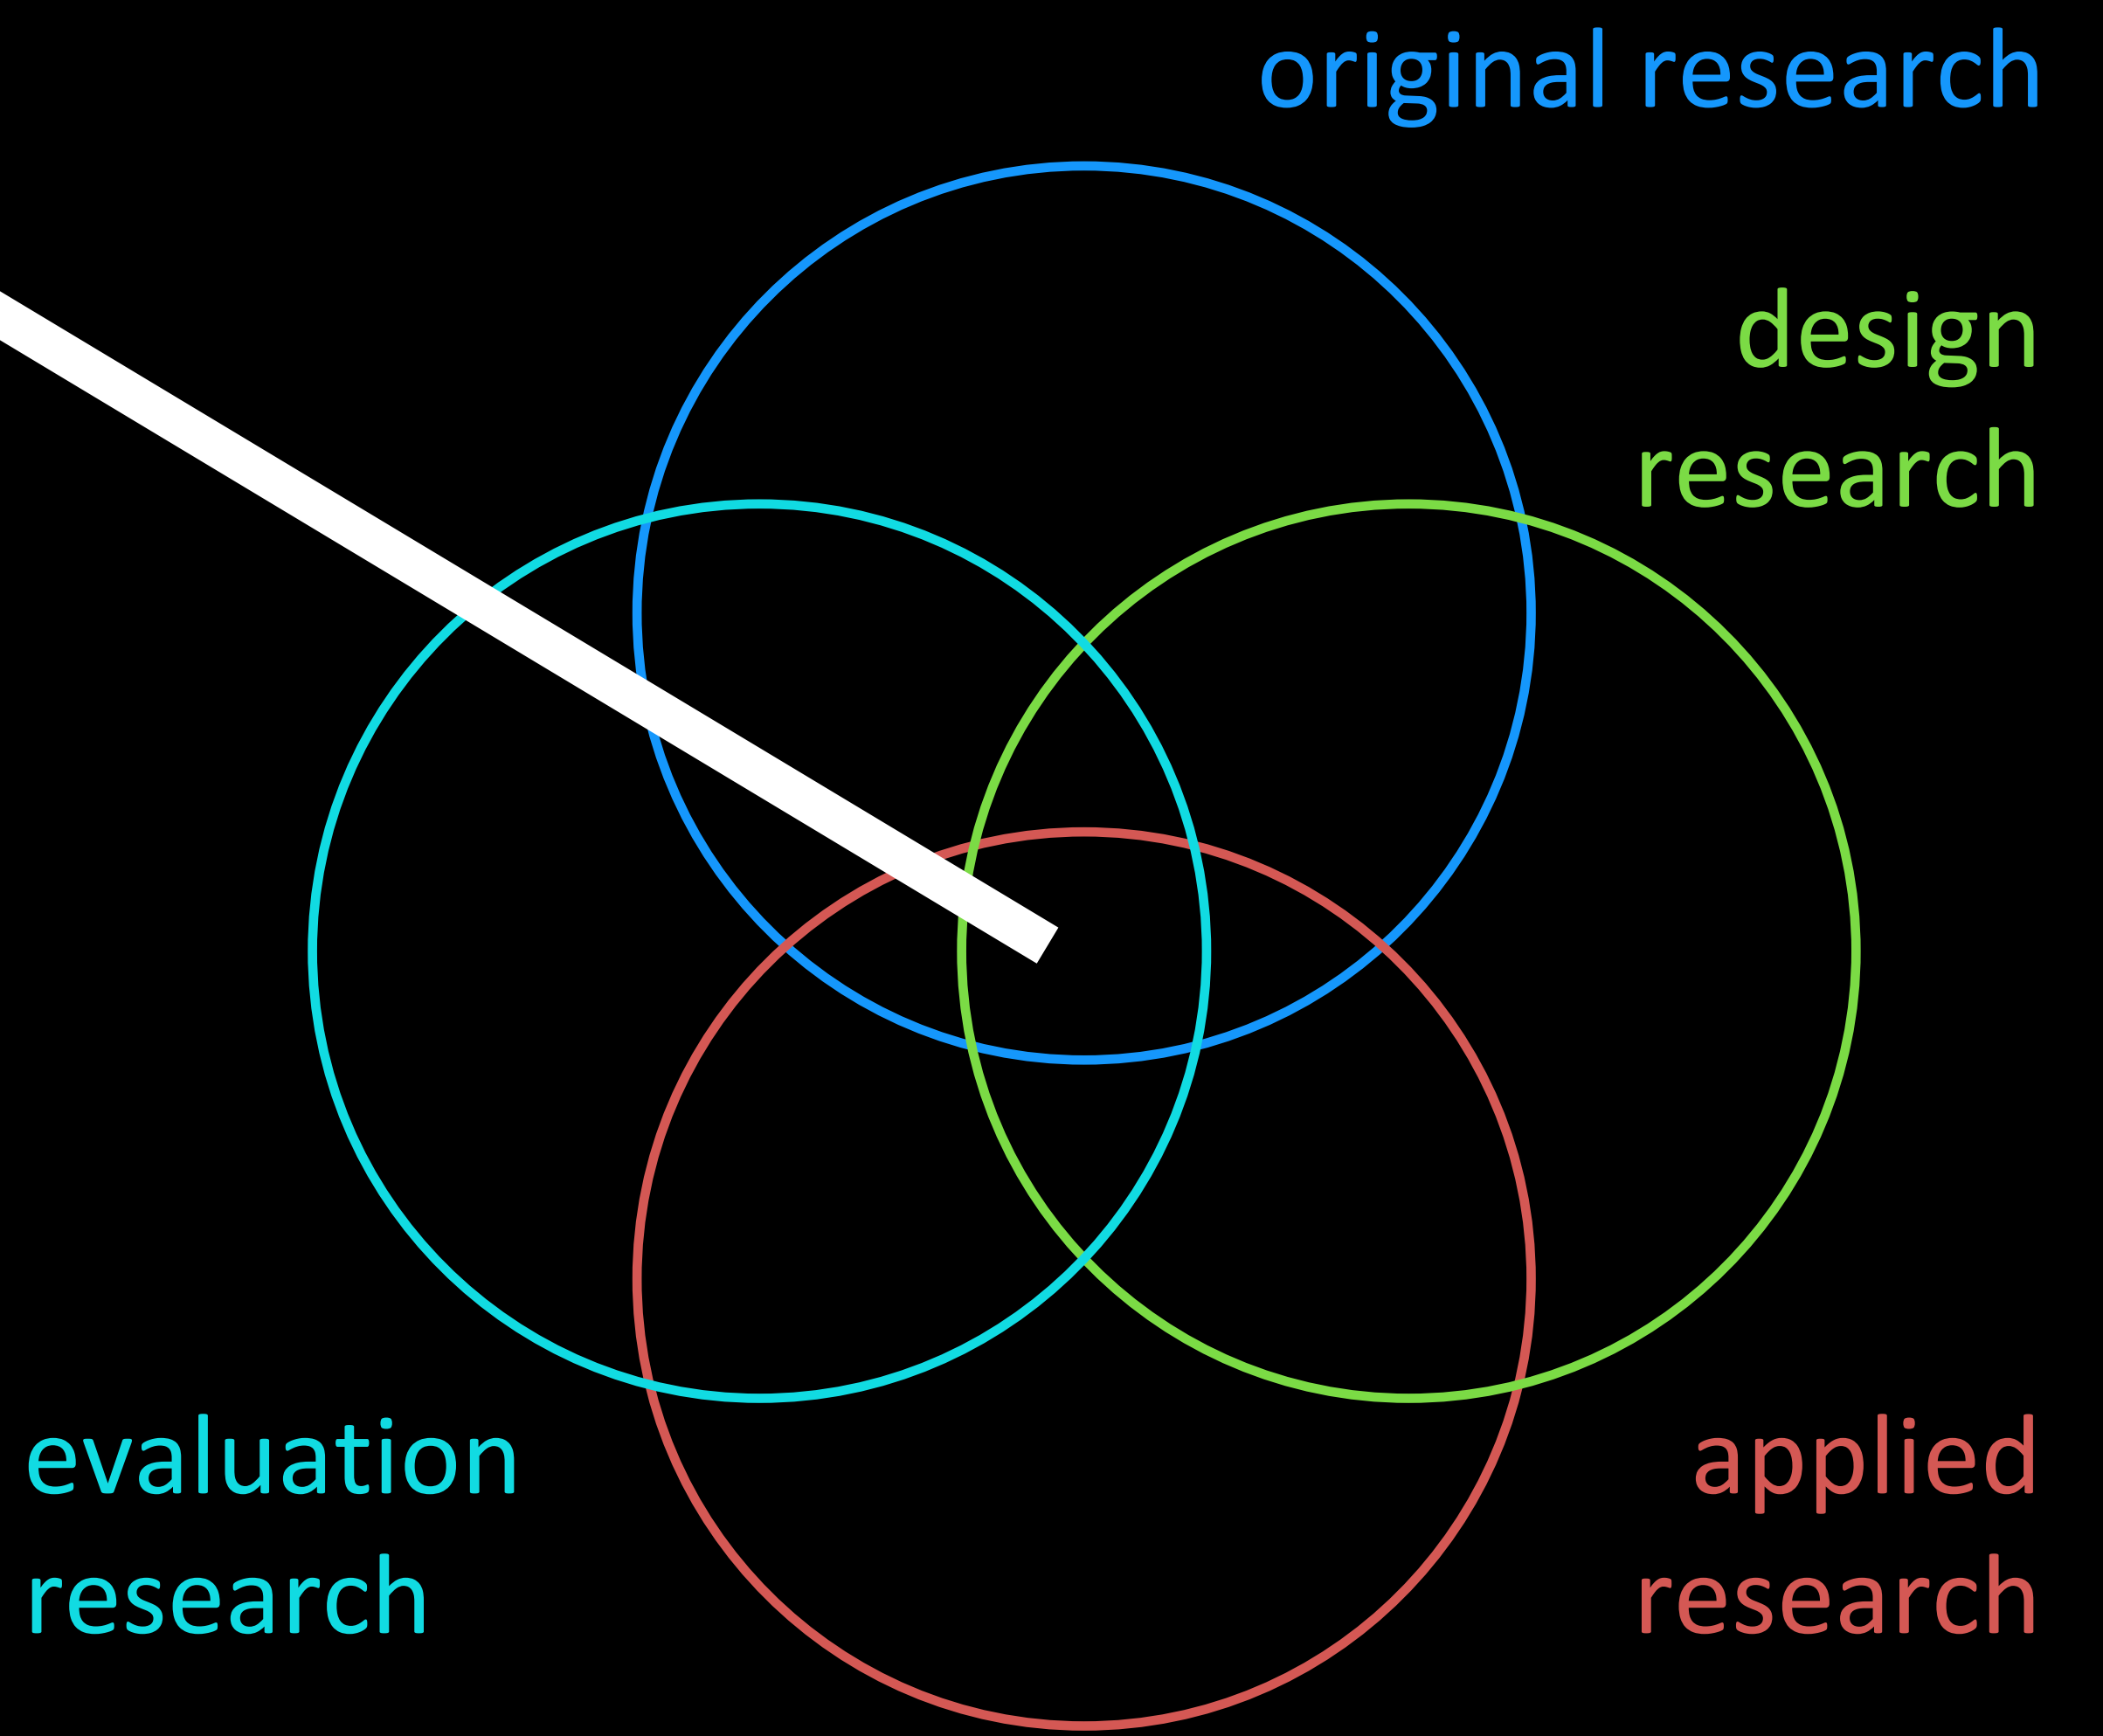 original research
design
research
evaluation
research
applied
research